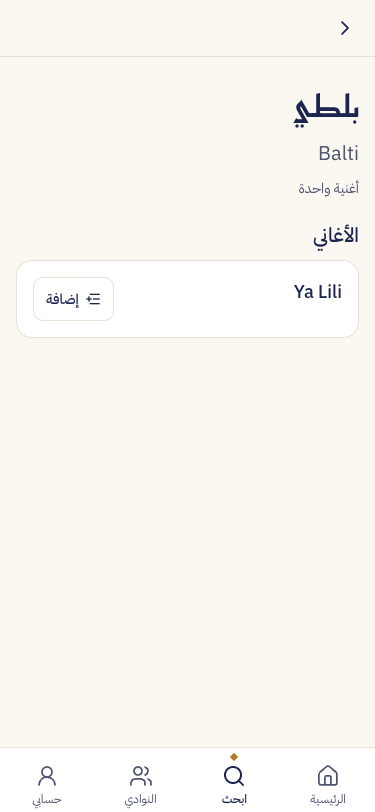 بلطي
Balti
أغنية واحدة
الأغاني
Ya Lili
إضافة
الرئيسية
ابحث
النوادي
حسابي